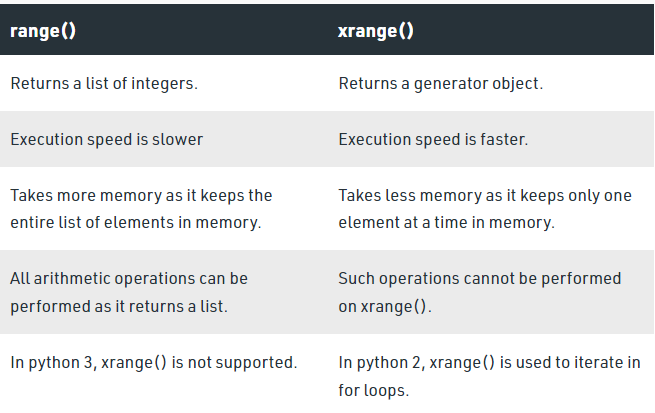 range() xrange()
Returns a list of integers. Returns a generator object.
Execution speed is slower Execution speed is faster.
Takes more memory as it keeps the Takes less memory as it keeps only one
entire list of elements in memory. element at a time in memory.
All arithmetic operations can be Such operations cannot be performed
performed as it returns a list. on xrange().
In python 3, xrange() is not supported. In python 2, xrange() is used to iterate in
for loops.